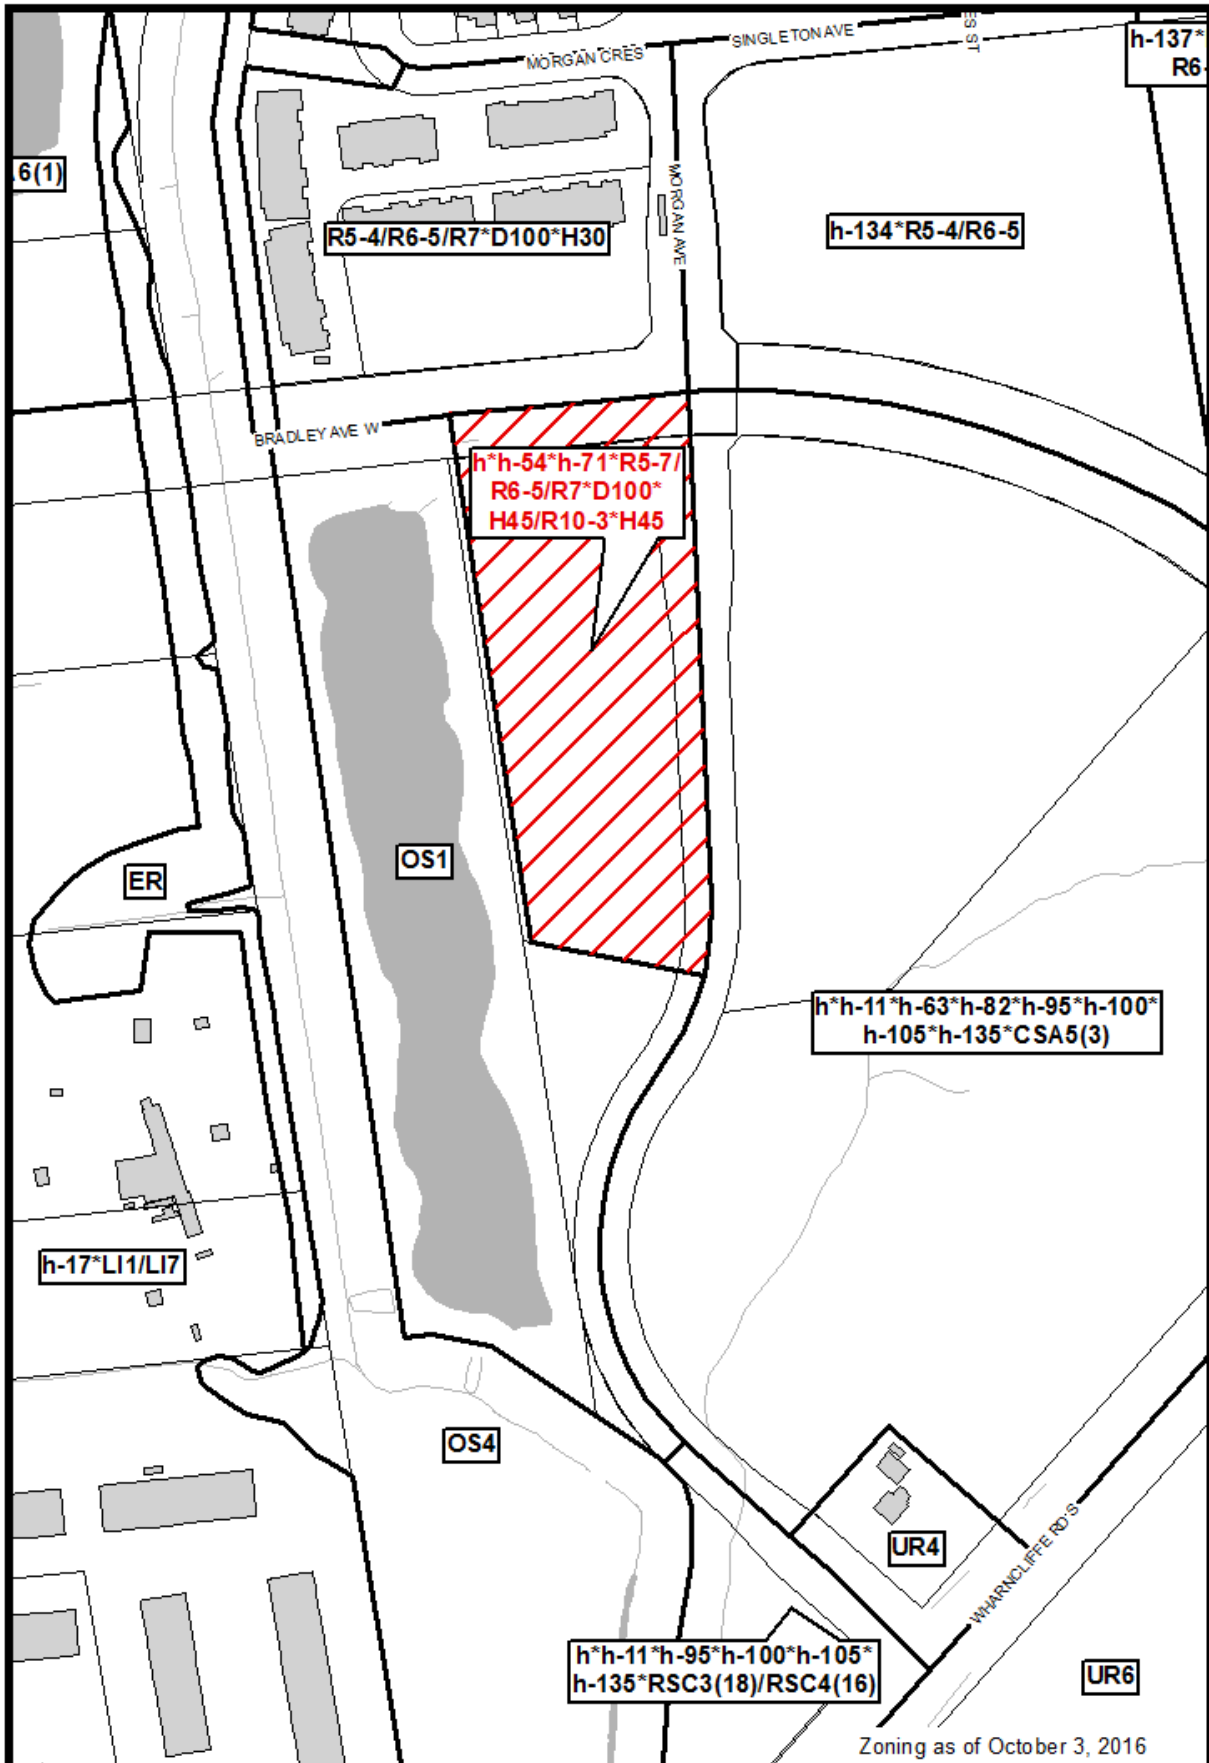 MORGAN CRES
SINGLETON AVE
ES ST
h-137*
R6-
.6(1)
MORGAN AVE
R5-4/R6-5/R7*D100*H30
h-134*R5-4/R6-5
BRADLEY AVE W
h*h-54*h-71*R5-7/
R6-5/R7*D100*
H45/R10-3*H45
OS1
ER
h*h-11*h-63*h-82*h-95*h-100*
h-105*h-135*CSA5(3)
h-17*LI1/LI7
OS4
UR4
WHARNCLIFFE RD S
h*h-11*h-95*h-100*h-105*
h-135*RSC3(18)/RSC4(16)
UR6
Zoning as of October 3, 2016